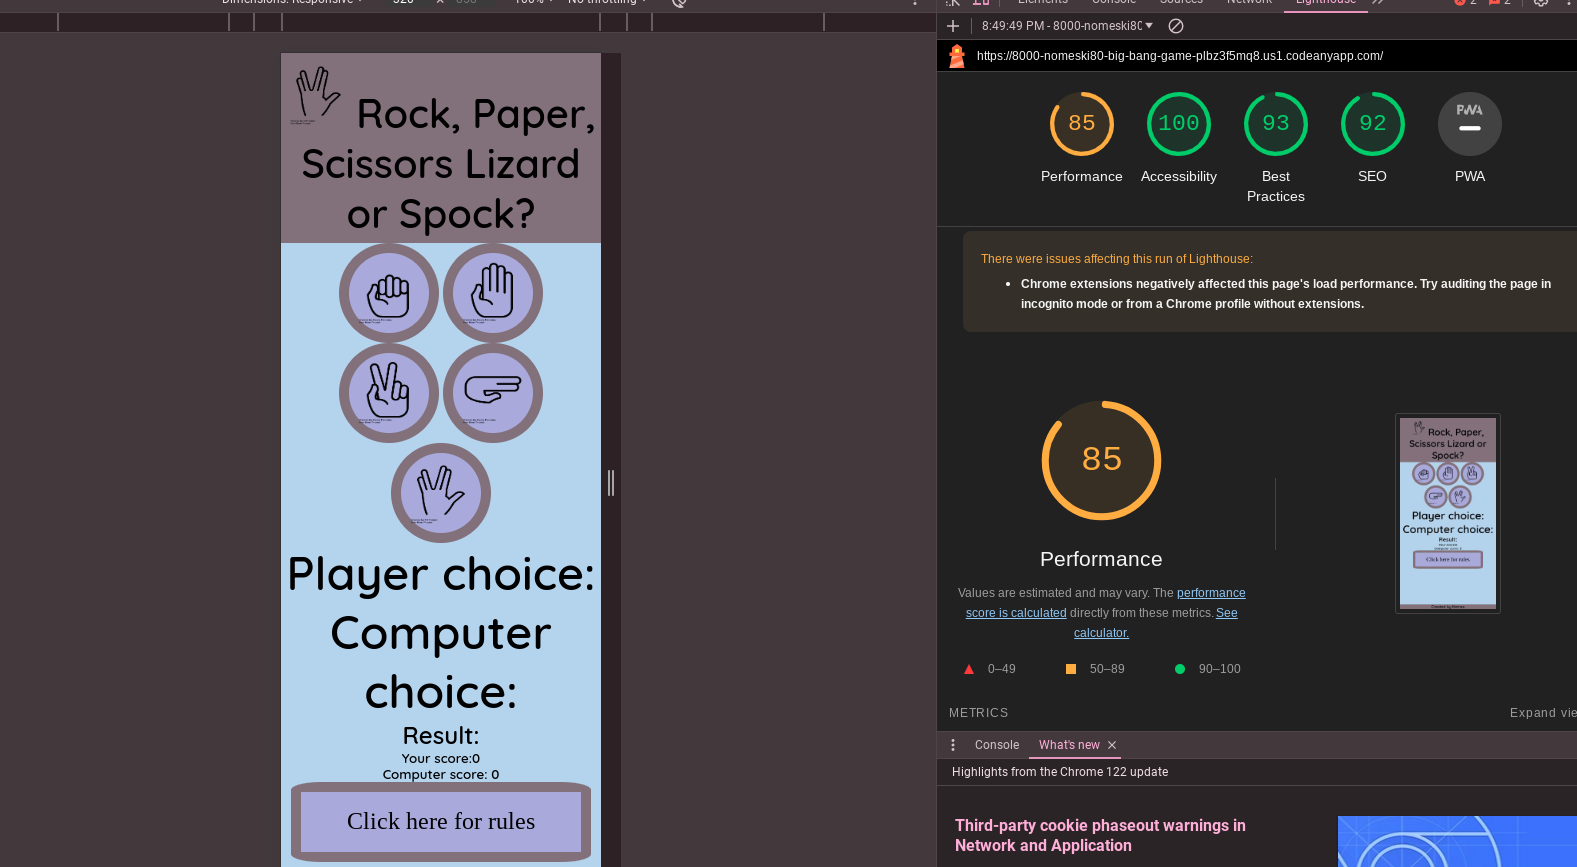 Dimensions: Responsive
100%
No throttling
Rock, Paper,
Scissors Lizard
or Spock?
Player choice:
Computer
choice:
Result:
Your score:0
Computer score: 0
Click here for rules
Elements
Console
Sources
Network
Lighthouse
2
2
8:49:49 PM - 8000-nomeski80
https://8000-nomeski80-big-bang-game-plbz3f5mq8.us1.codeanyapp.com/
85
100
93
92
PWA
Performance
Accessibility
Best
Practices
SEO
PWA
There were issues affecting this run of Lighthouse:
Chrome extensions negatively affected this page's load performance. Try auditing the page in
incognito mode or from a Chrome profile without extensions.
85
Performance
Values are estimated and may vary. The performance
score is calculated directly from these metrics. See
calculator.
0–49
50–89
90–100
Rock, Paper,
Scissors Lizard or
Spock?
Player choice:
Computer choice:
Result:
Click here for rules
METRICS
Expand vie
Console
What's new
Highlights from the Chrome 122 update
Third-party cookie phaseout warnings in
Network and Application